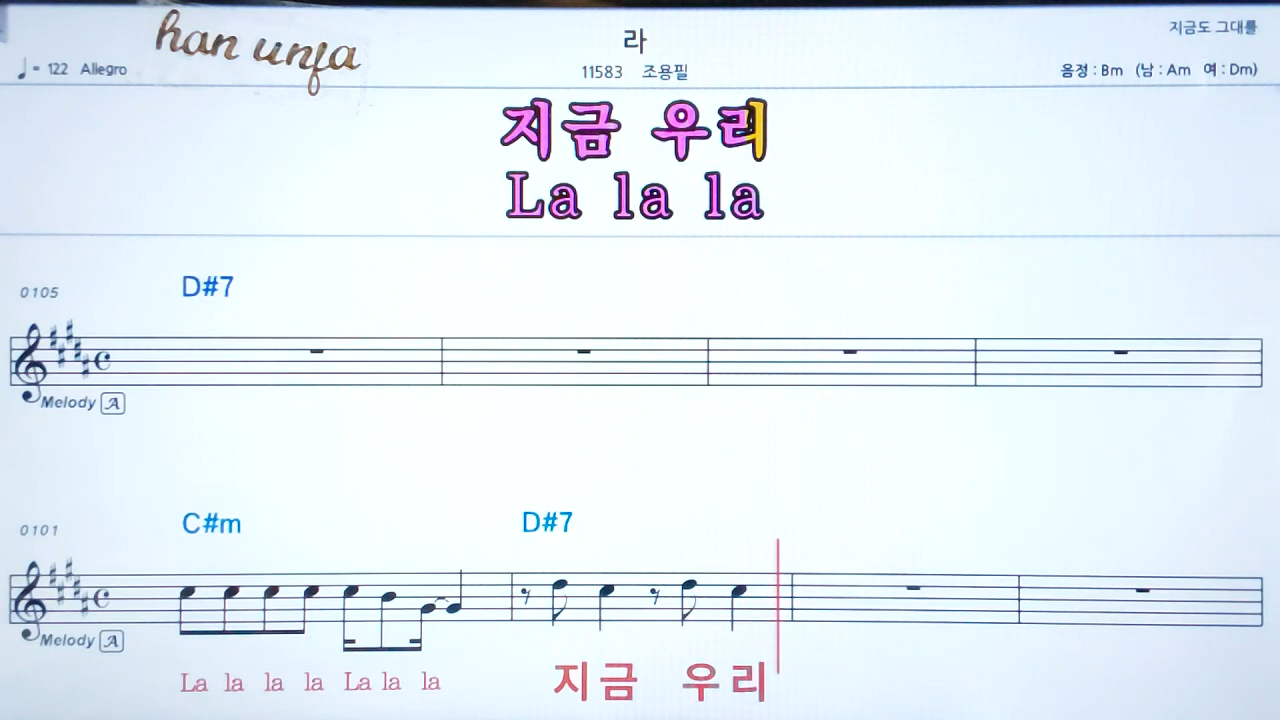 han unja
라
지금도 그대를
♩= 122 Allegro
11583 조용필
음정 : Bm (남 : Am 여 : Dm)
지금 우리
La la la
0105
D#7
Melody A
0101
C#m D#7
Melody A
La la la la La la la 지금 우리